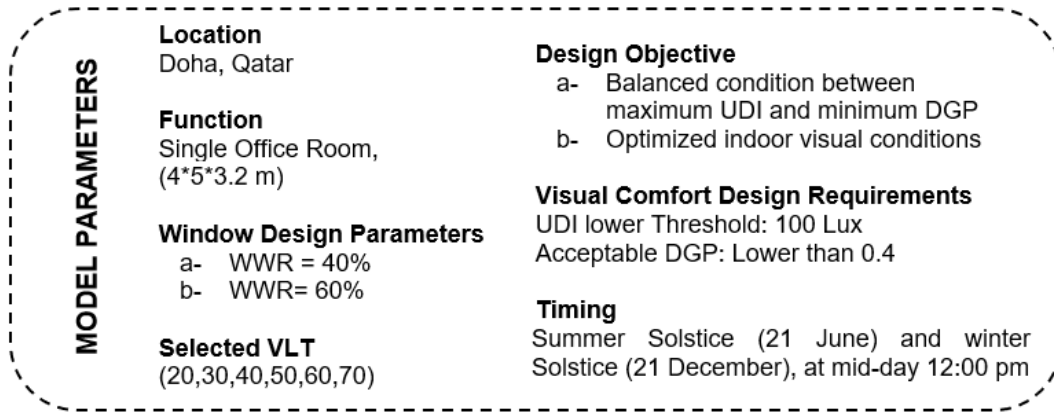 MODEL PARAMETERS
Location
Doha, Qatar
Function
Single Office Room,
(4*5*3.2 m)
Window Design Parameters
a- WWR = 40%
b- WWR= 60%
Selected VLT
(20,30,40,50,60,70)
Design Objective
a- Balanced condition between
maximum UDI and minimum DGP
b- Optimized indoor visual conditions
Visual Comfort Design Requirements
UDI lower Threshold: 100 Lux
Acceptable DGP: Lower than 0.4
Timing
Summer Solstice (21 June) and winter
Solstice (21 December), at mid-day 12:00 pm